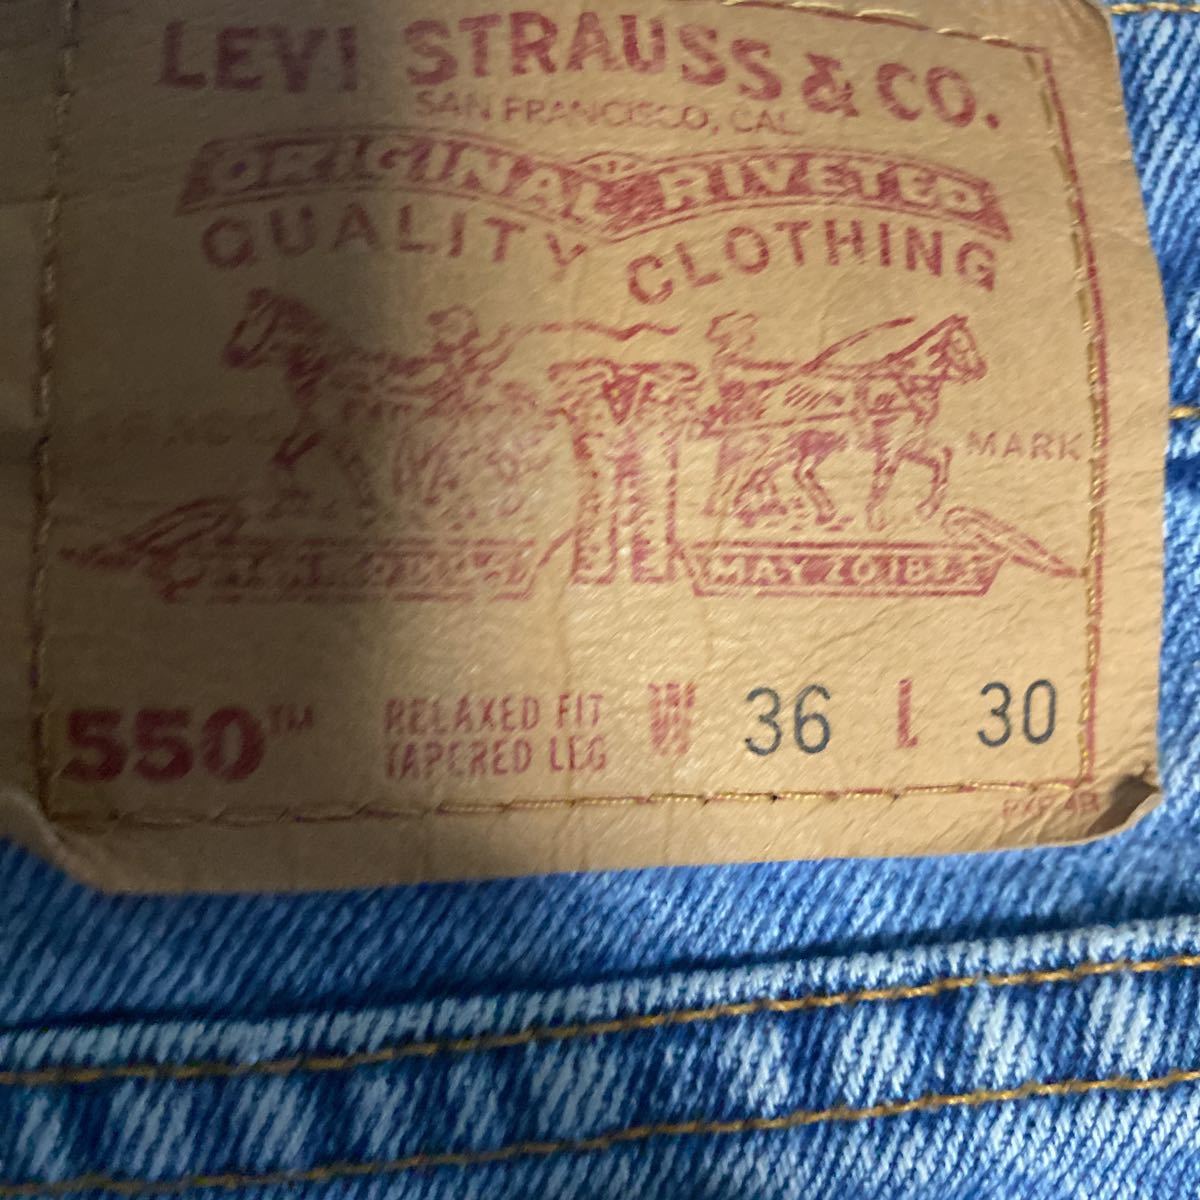 LEVI STRAUSS & CO.
SAN FRANCISCO, CAL
ORIGINAL RIVETED
QUALITY CLOTHING
MARK
MAY 20 1873
550™ RELAXED FIT W 36 L 30
TAPERED LEG